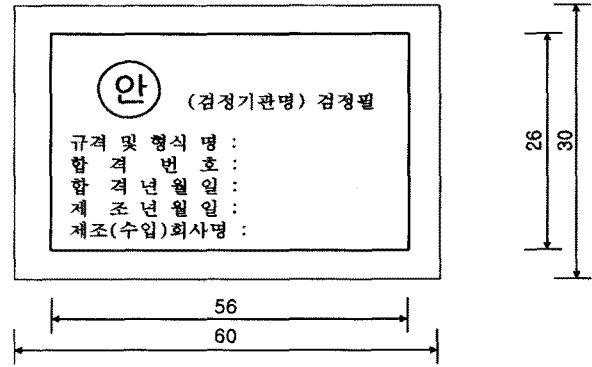 안
(검정기관명) 검정필
규격 및 형식 명 :
합 격 번 호 :
합 격 년 월 일 :
제 조 년 월 일 :
제조(수입)회사명 :
26
30
56
60